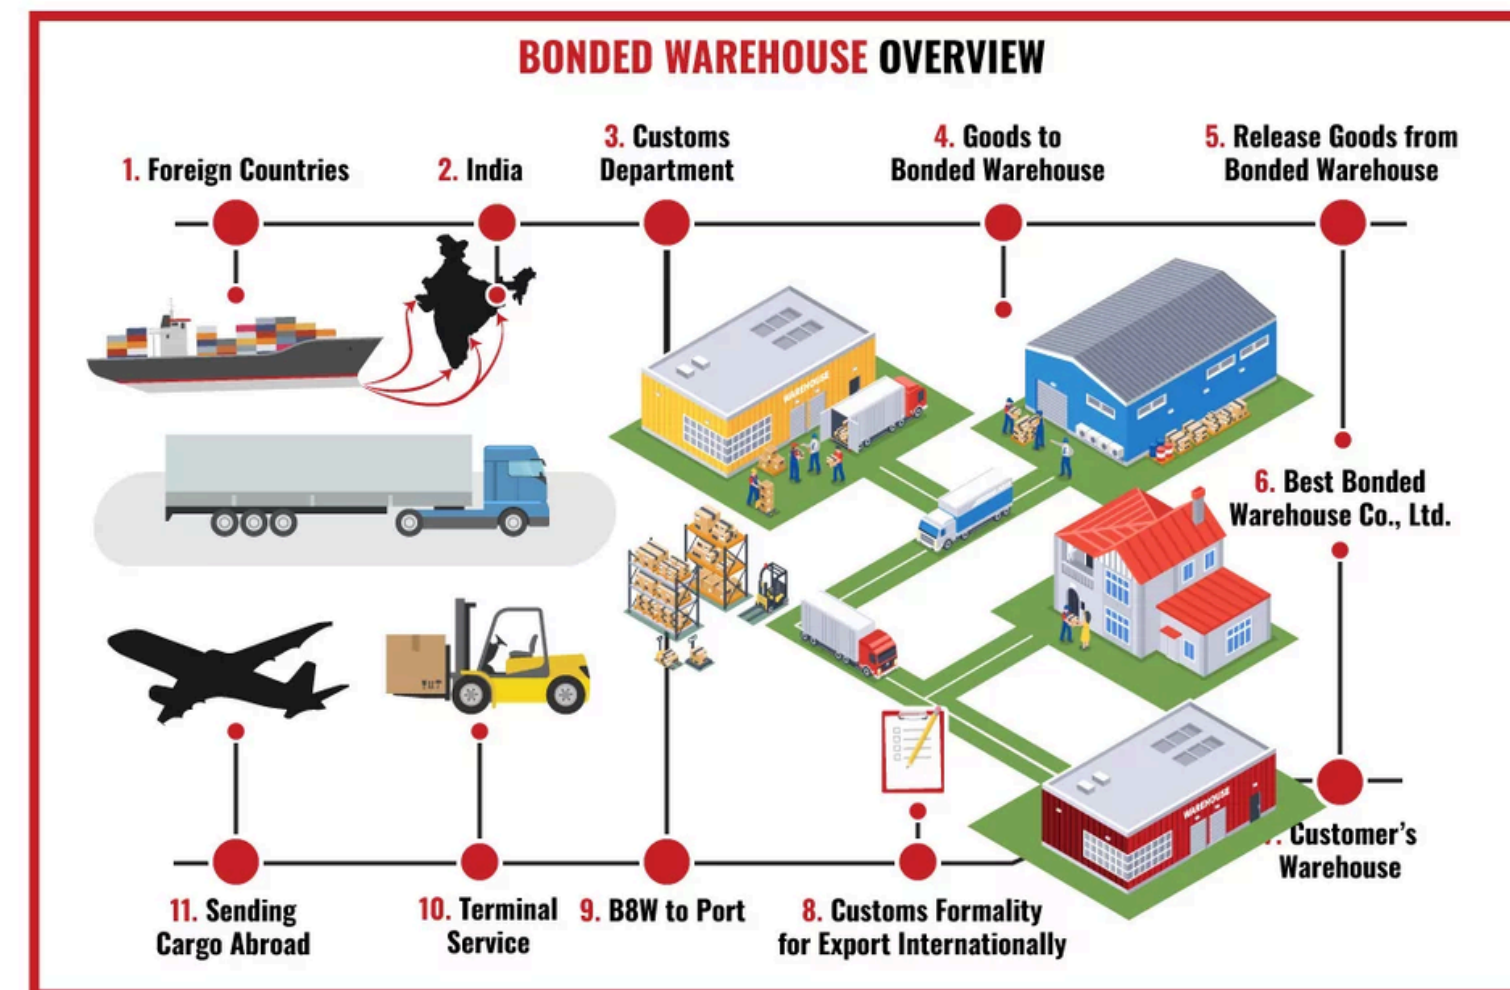 BONDED WAREHOUSE OVERVIEW
1. Foreign Countries
2. India
3. Customs
Department
4. Goods to
Bonded Warehouse
5. Release Goods from
Bonded Warehouse
WAREHOUSE
6. Best Bonded
Warehouse Co., Ltd.
WAREHOUSE
Customer's
Warehouse
8. Customs Formality
for Export Internationally
9. B8W to Port
10. Terminal
Service
11. Sending
Cargo Abroad